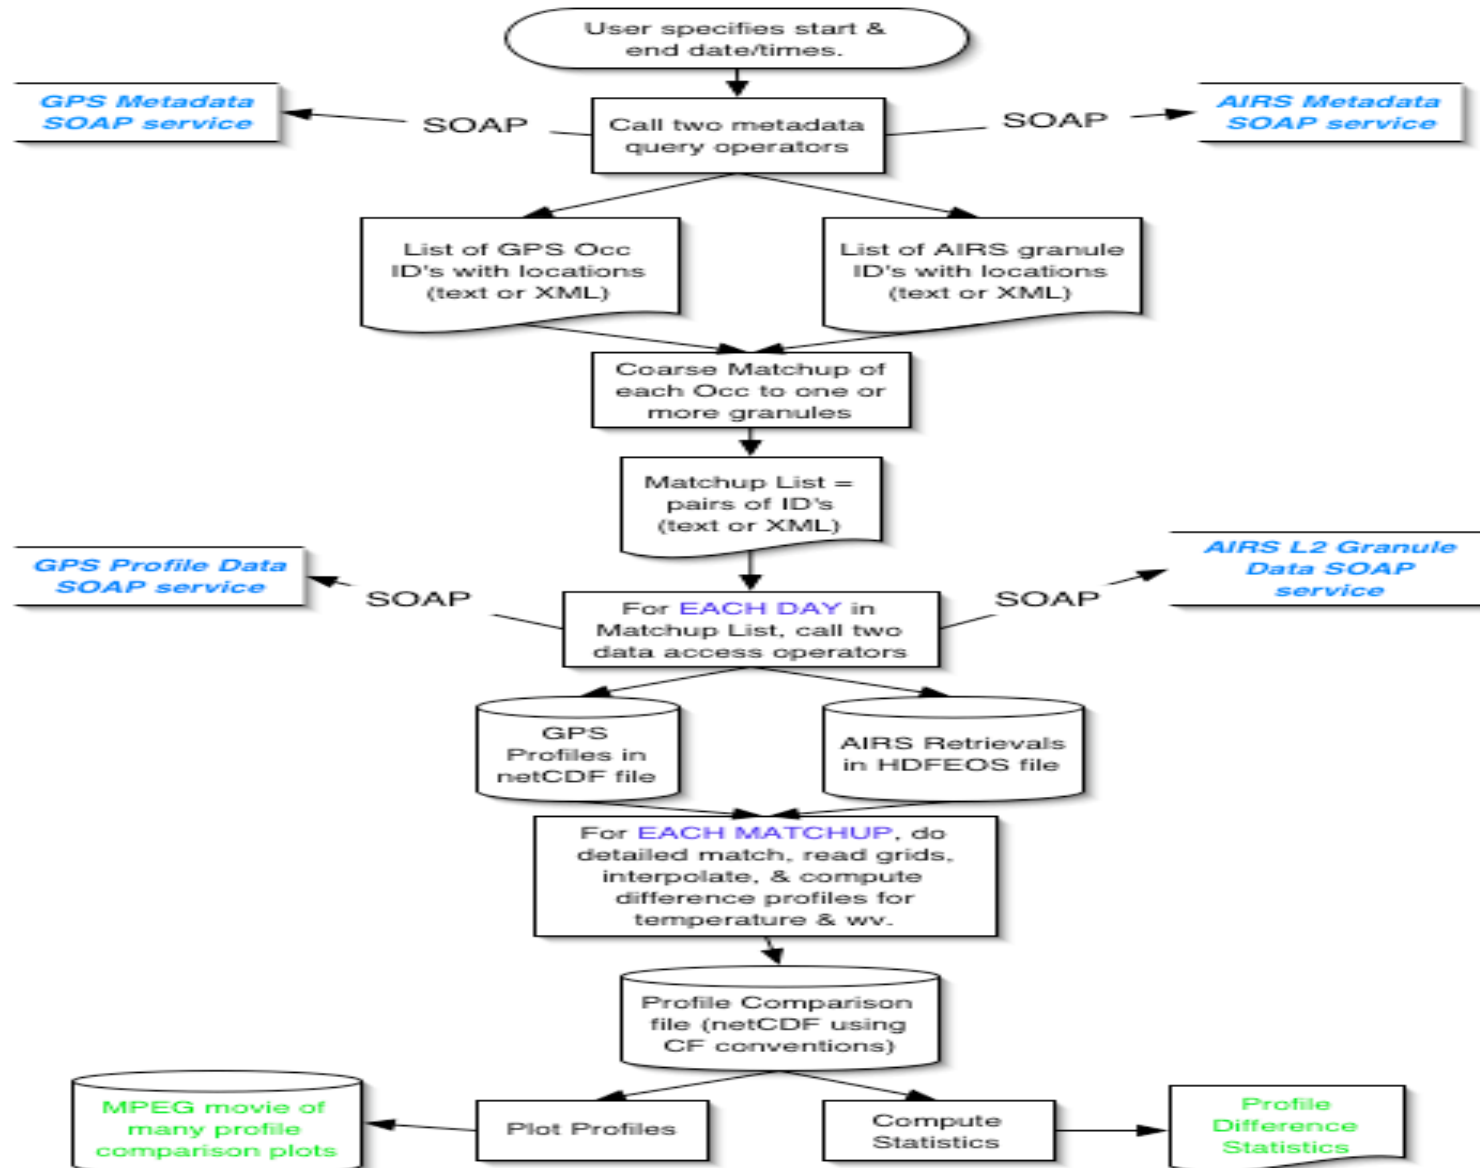 User specifies start &
end date/times.
GPS Metadata
SOAP service
SOAP
Call two metadata
query operators
SOAP
AIRS Metadata
SOAP service
List of GPS Occ
ID's with locations
(text or XML)
List of AIRS granule
ID's with locations
(text or XML)
Coarse Matchup of
each Occ to one or
more granules
Matchup List =
pairs of ID's
(text or XML)
GPS Profile Data
SOAP service
SOAP
For EACH DAY in
Matchup List, call two
data access operators
SOAP
AIRS L2 Granule
Data SOAP
service
GPS
Profiles in
netCDF file
AIRS Retrievals
in HDFEOS file
For EACH MATCHUP, do
detailed match, read grids,
interpolate, & compute
difference profiles for
temperature & wv.
Profile Comparison
file (netCDF using
CF conventions)
MPEG movie of
many profile
comparison plots
Plot Profiles
Compute
Statistics
Profile
Difference
Statistics